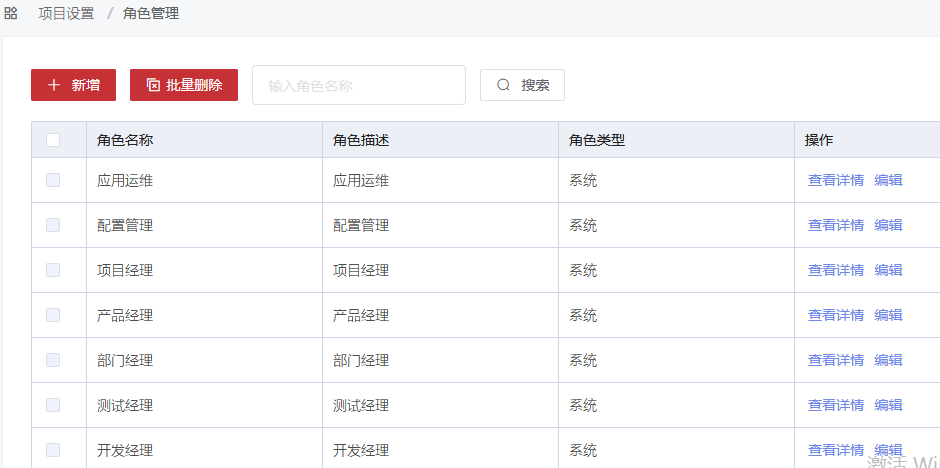 项目设置 / 角色管理
新增 批量删除 输入角色名称 搜索
角色名称 角色描述 角色类型 操作
应用运维 应用运维 系统 查看详情 编辑
配置管理 配置管理 系统 查看详情 编辑
项目经理 项目经理 系统 查看详情 编辑
产品经理 产品经理 系统 查看详情 编辑
部门经理 部门经理 系统 查看详情 编辑
测试经理 测试经理 系统 查看详情 编辑
开发经理 开发经理 系统 查看详情 编辑
激活 Wi